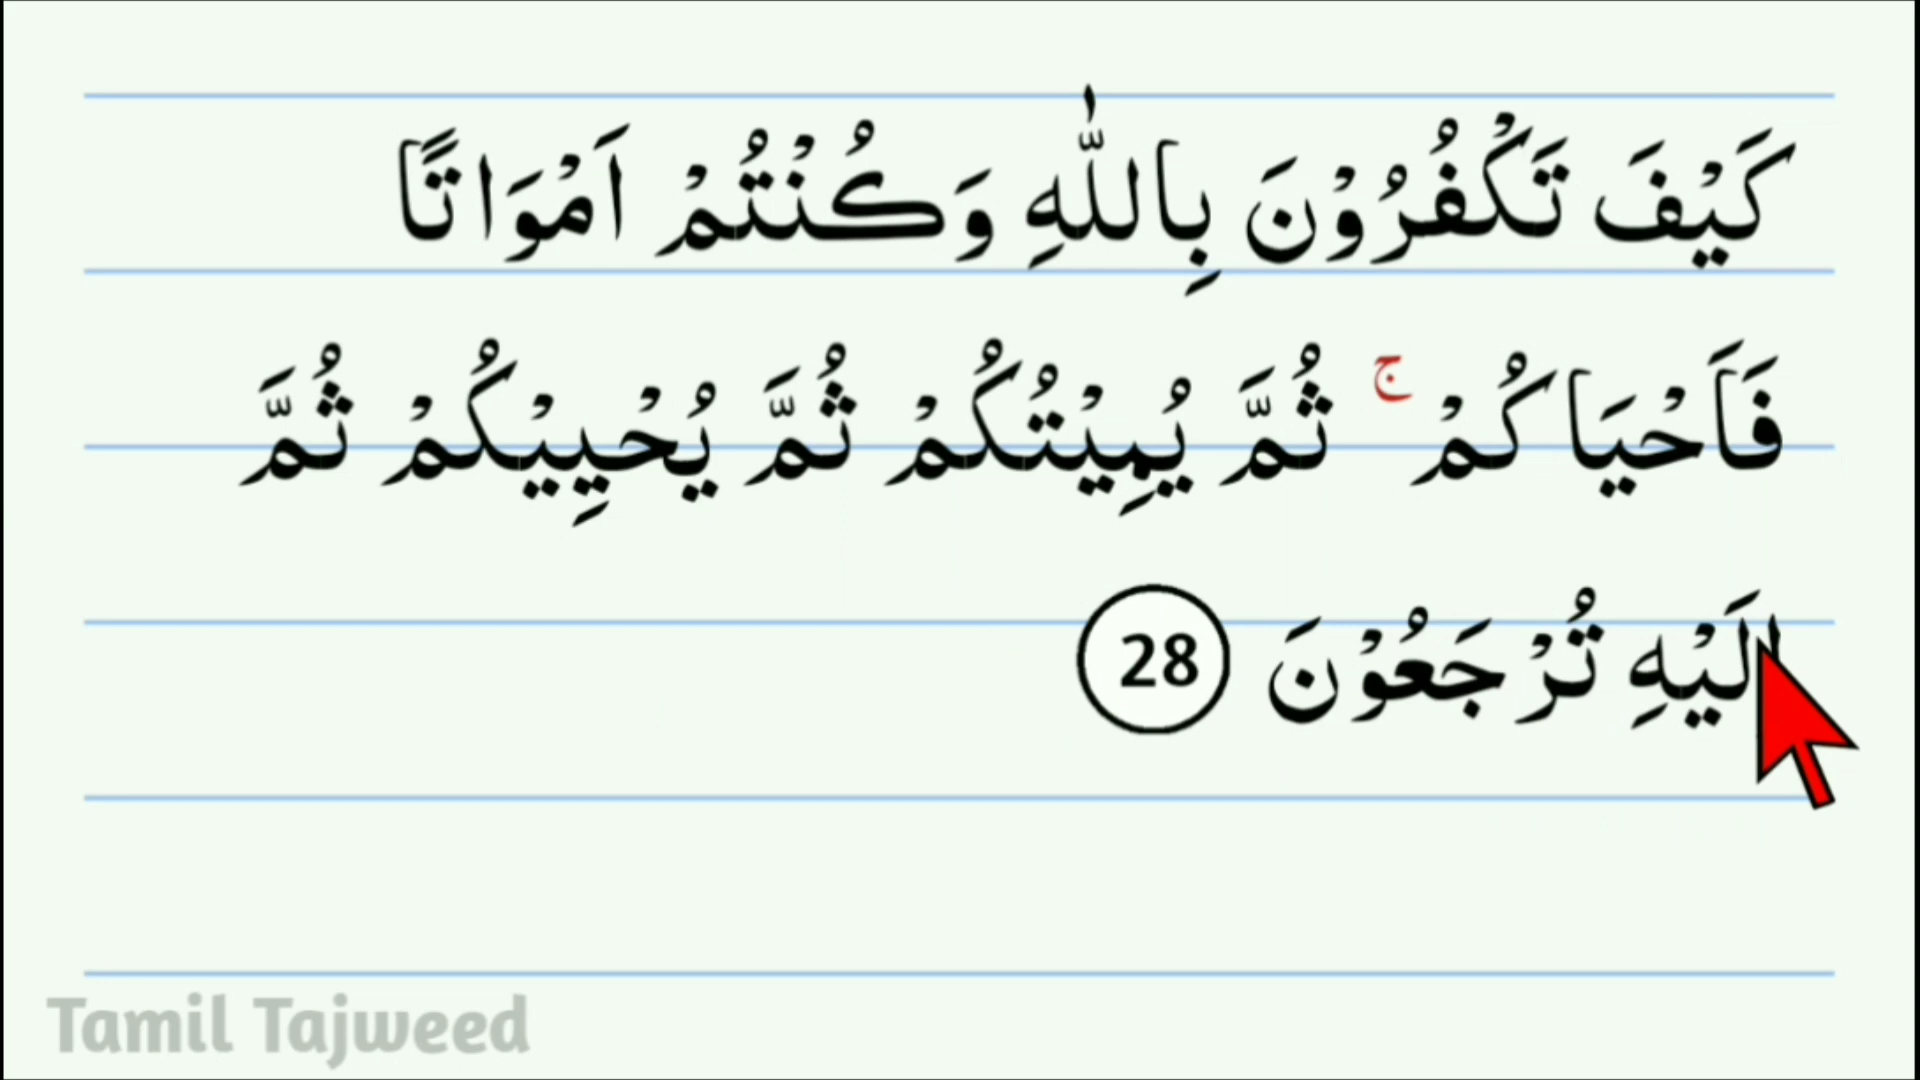 كَيْفَ تَكْفُرُوْنَ بِاللّٰهِ وَكُنْتُمْ اَمْوَاتًا
فَاَحْيَاكُمْ ۚ ثُمَّ يُمِيْتُكُمْ ثُمَّ يُحْيِيْكُمْ ثُمَّ
اِلَيْهِ تُرْجَعُوْنَ 28
Tamil Tajweed